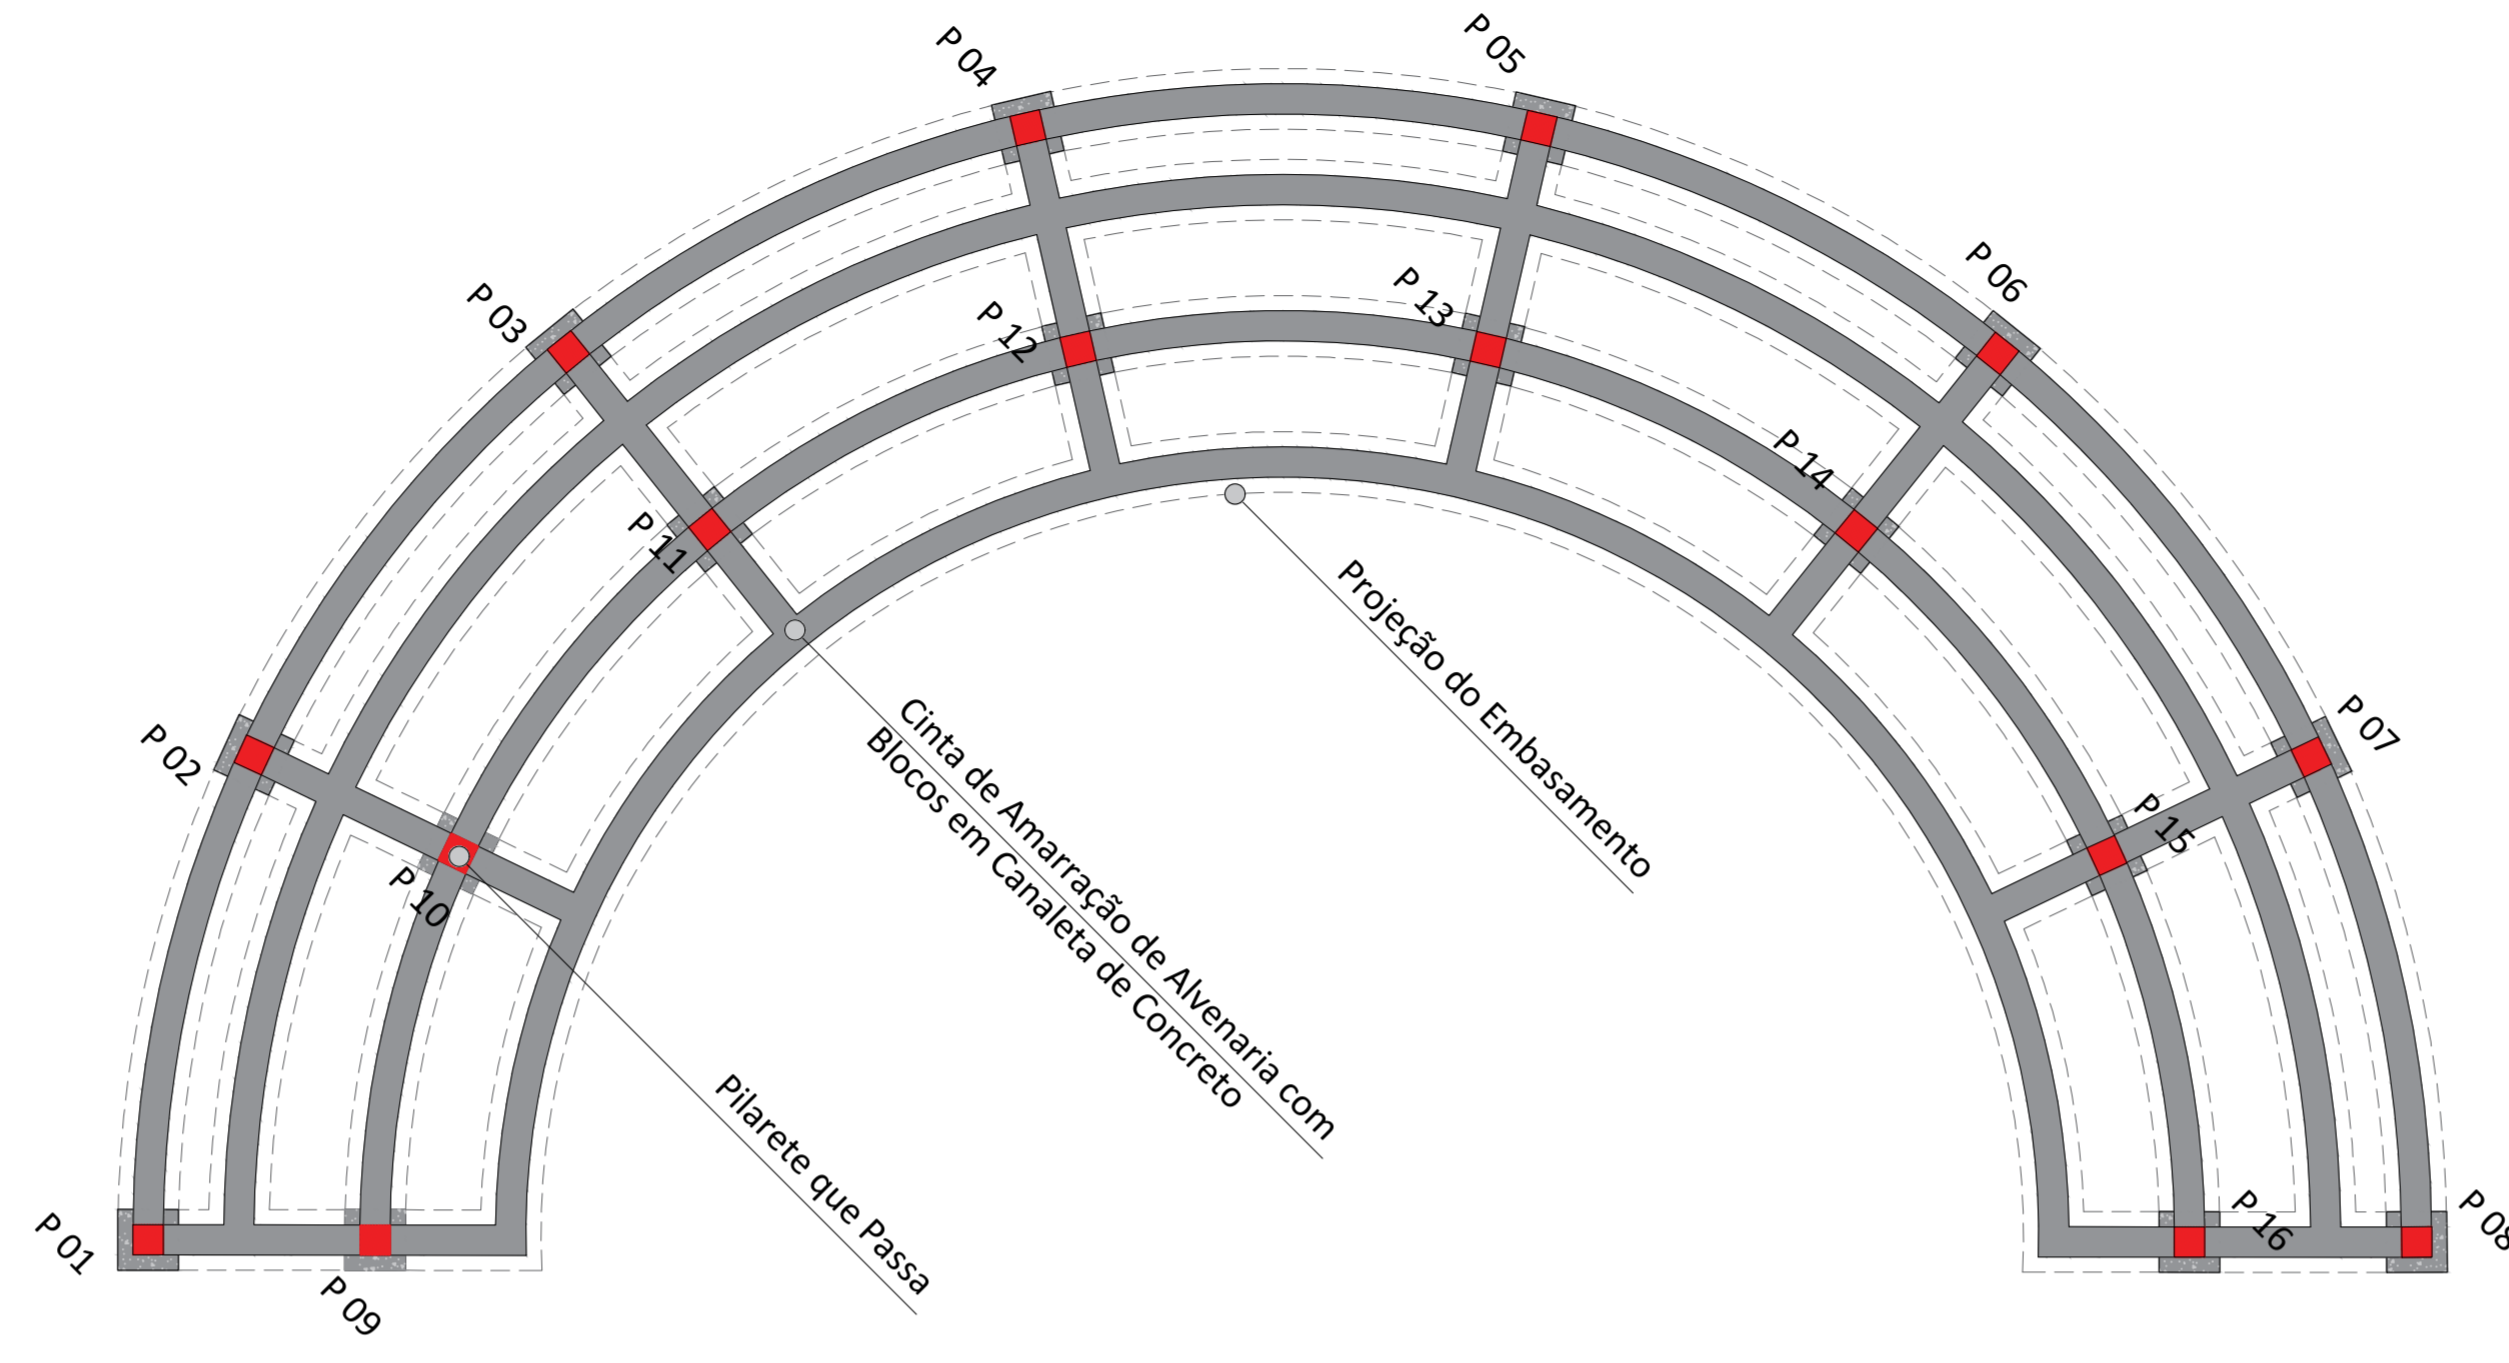 P 04
P 05
P 06
P 03
P 12
P 13
P 14
P 11
P 02
P 07
P 10
P 15
P 01
P 09
P 16
P 08
Projeção do Embasamento
Cinta de Amarração de Alvenaria com
Blocos em Canaleta de Concreto
Pilarete que Passa